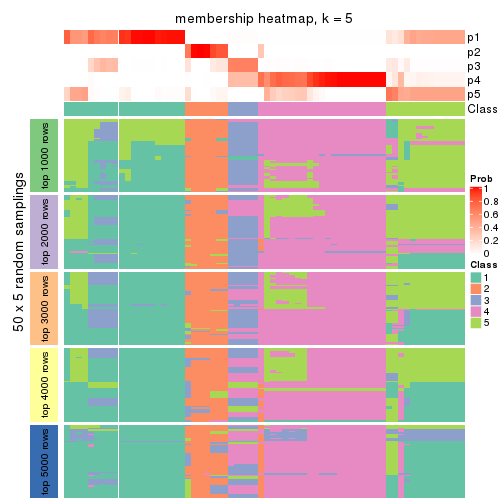 membership heatmap, k = 5
p1
p2
p3
p4
p5
Class
50 x 5 random samplings
top 1000 rows
top 2000 rows
top 3000 rows
top 4000 rows
top 5000 rows
Prob
1
0.8
0.6
0.4
0.2
0
Class
1
2
3
4
5